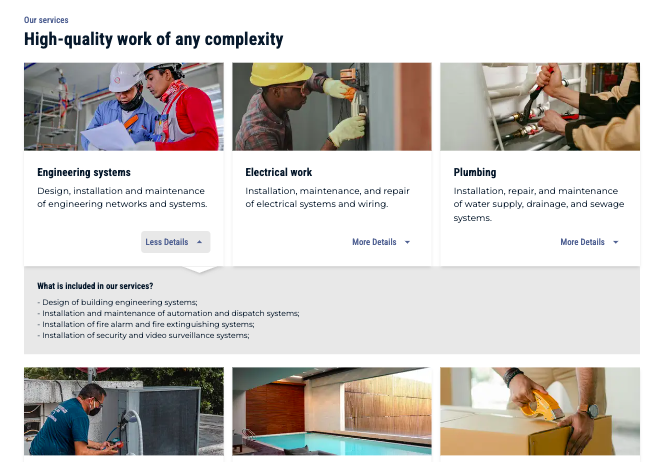 Our services
High-quality work of any complexity
Engineering systems
Design, installation and maintenance
of engineering networks and systems.
Less Details
Electrical work
Installation, maintenance, and repair
of electrical systems and wiring.
More Details
Plumbing
Installation, repair, and maintenance
of water supply, drainage, and sewage
systems.
More Details
What is included in our services?
- Design of building engineering systems;
- Installation and maintenance of automation and dispatch systems;
- Installation of fire alarm and fire extinguishing systems;
- Installation of security and video surveillance systems;